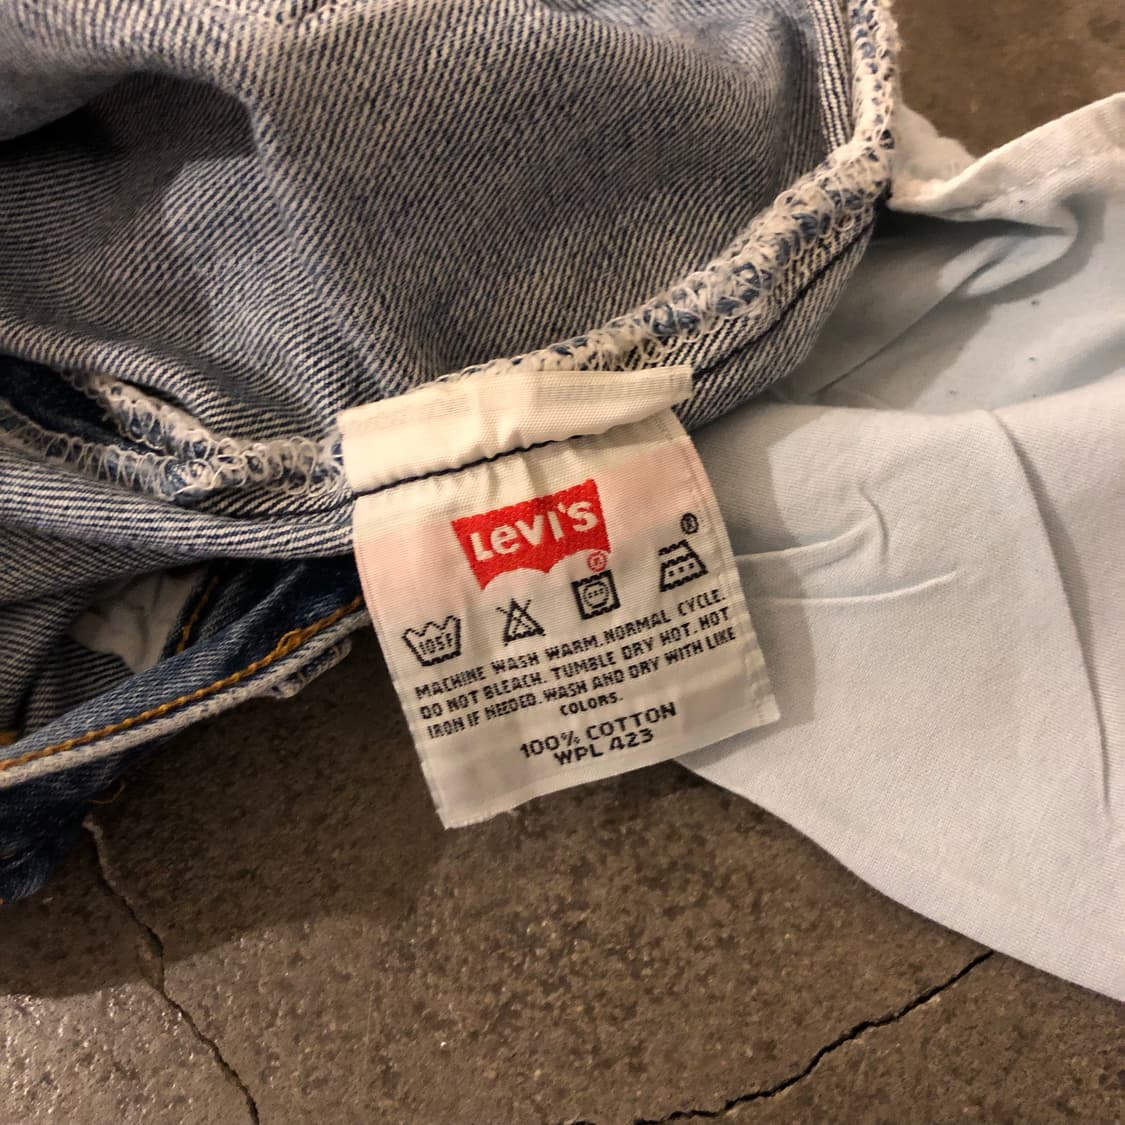 LEVI'S
®
®
105F
MACHINE WASH WARM. NORMAL CYCLE.
DO NOT BLEACH. TUMBLE DRY HOT. HOT
IRON IF NEEDED. WASH AND DRY WITH LIKE
COLORS.
100% COTTON
WPL 423